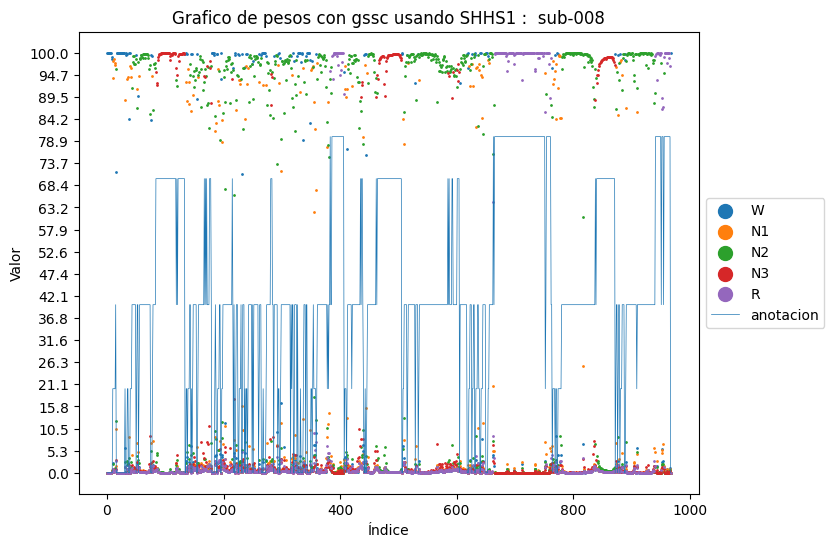 Grafico de pesos con gssc usando SHHS1 : sub-008
100.0
94.7
89.5
84.2
78.9
73.7
68.4
63.2
57.9
52.6
47.4
42.1
36.8
31.6
26.3
21.1
15.8
10.5
5.3
0.0
Valor
0 200 400 600 800 1000
Índice
W
N1
N2
N3
R
anotacion